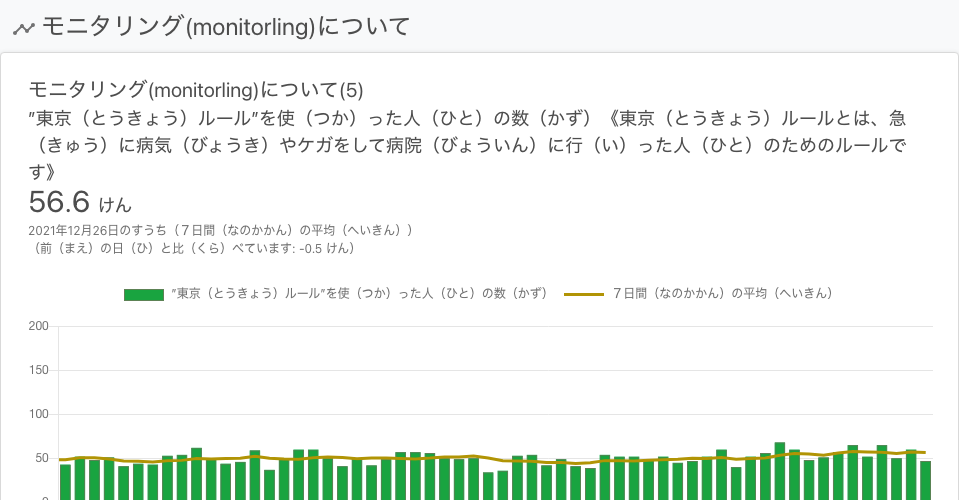 モニタリング(monitorling)について
モニタリング(monitorling)について(5)
”東京（とうきょう）ルール”を使（つか）った人（ひと）の数（かず）《東京（とうきょう）ルールとは、急
（きゅう）に病気（びょうき）やケガをして病院（びょういん）に行（い）った人（ひと）のためのルールで
す》
56.6 けん
2021年12月26日のすうち（７日間（なのかかん）の平均（へいきん））
（前（まえ）の日（ひ）と比（くら）べています: -0.5 けん）
”東京（とうきょう）ルール”を使（つか）った人（ひと）の数（かず） ７日間（なのかかん）の平均（へいきん）
200
150
100
50
0